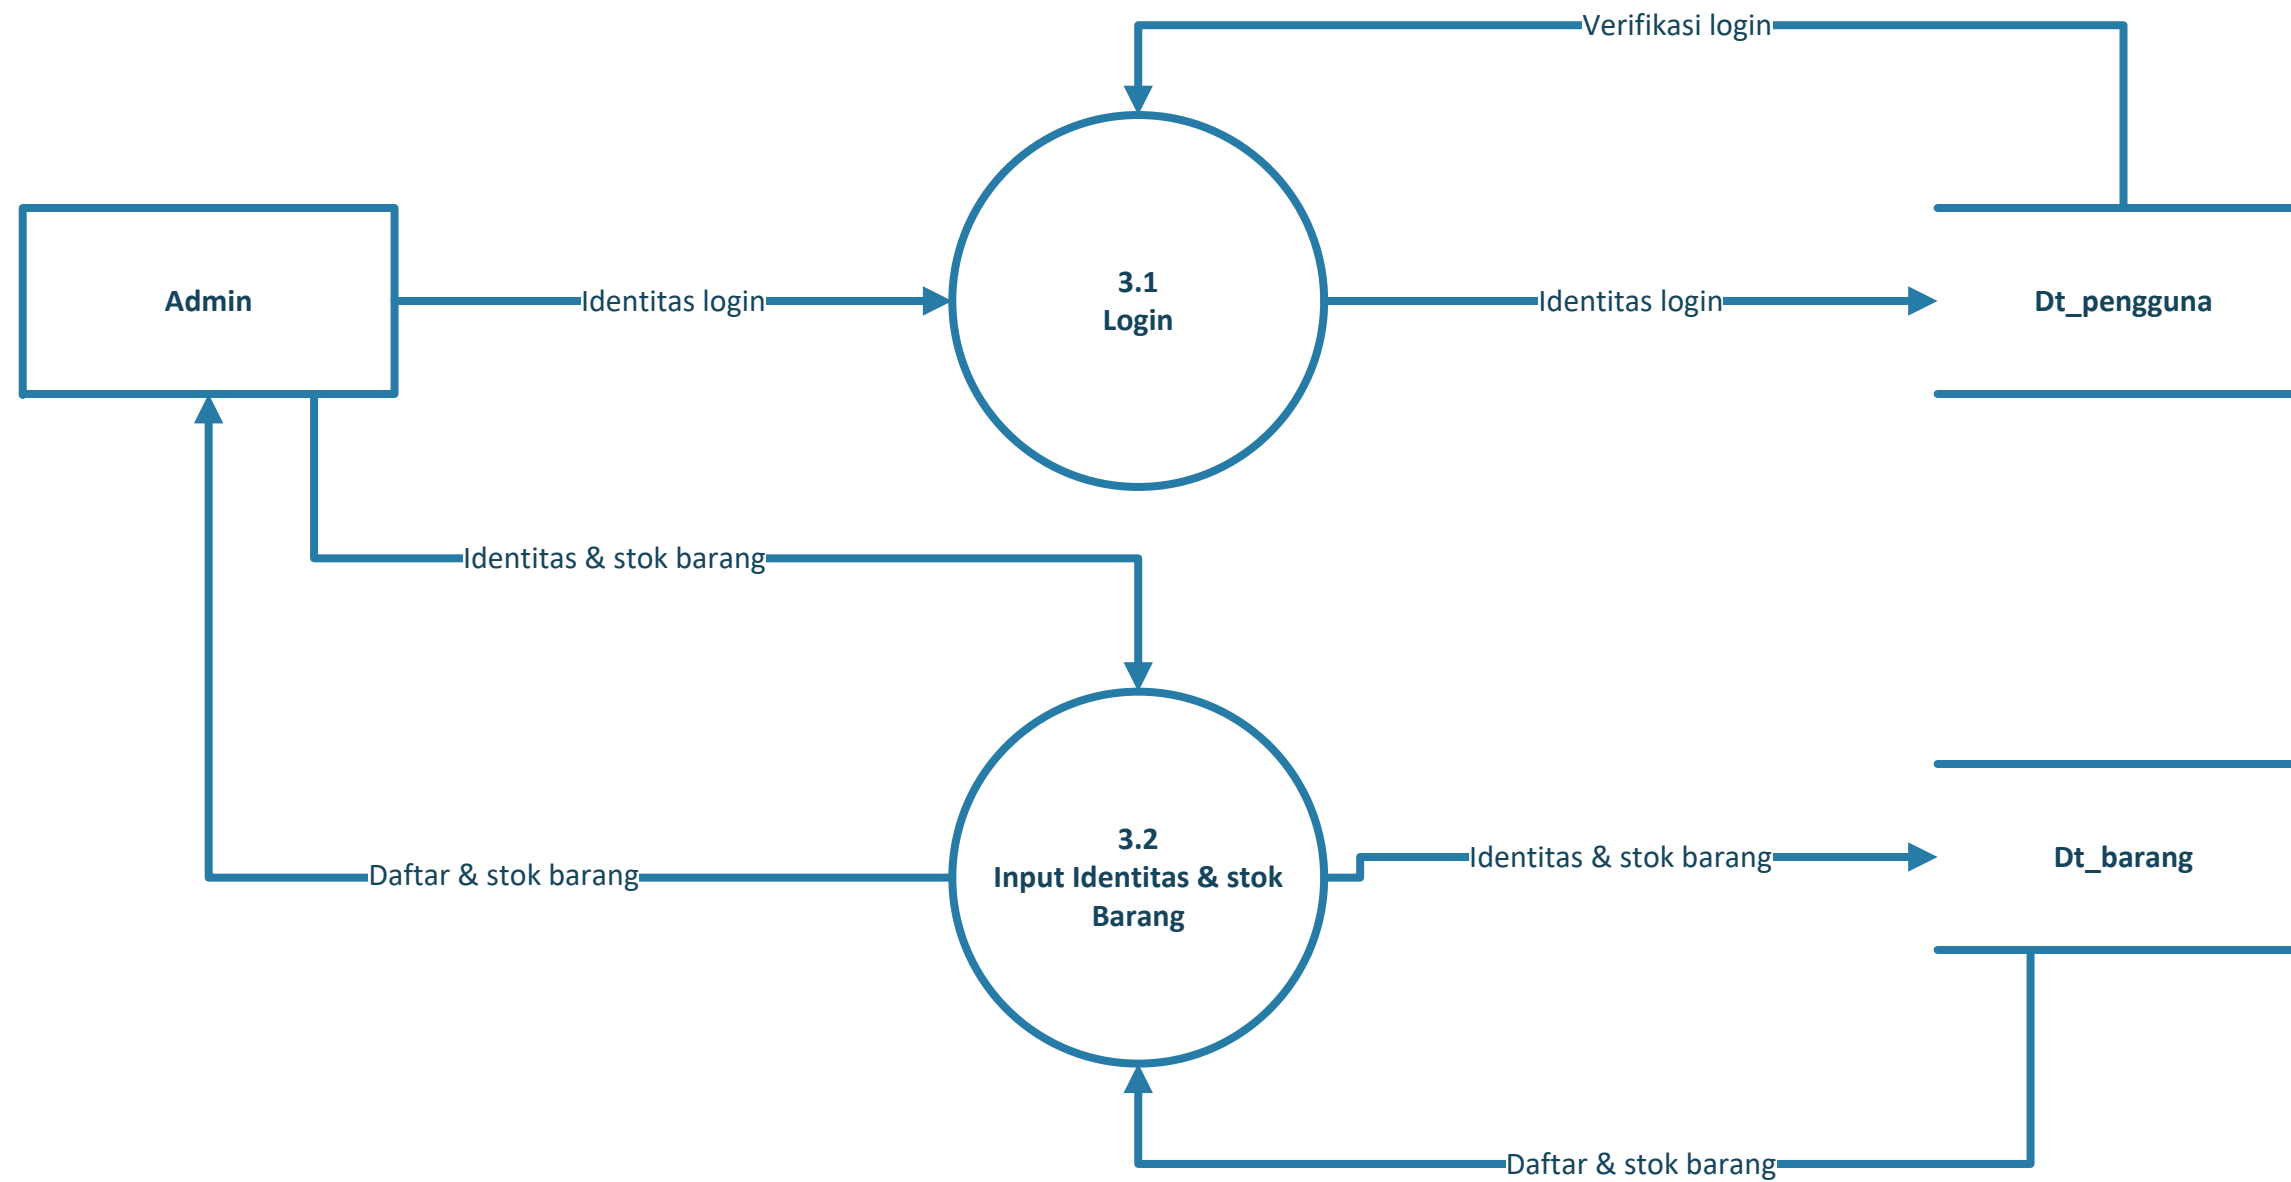 Verifikasi login
Admin
Identitas login
3.1
Login
Identitas login
Dt_pengguna
Identitas & stok barang
Daftar & stok barang
3.2
Input Identitas & stok
Barang
Identitas & stok barang
Dt_barang
Daftar & stok barang